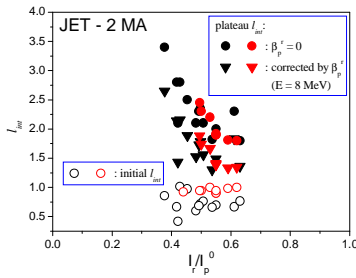 JET - 2 MA
plateau l_int :
: β_p^r = 0
: corrected by β_p^r
(E = 8 MeV)
: initial l_int
l_int
4.0
3.5
3.0
2.5
2.0
1.5
1.0
0.5
0.0
0.0
0.2
0.4
0.6
0.8
1.0
I_r/I_p^0